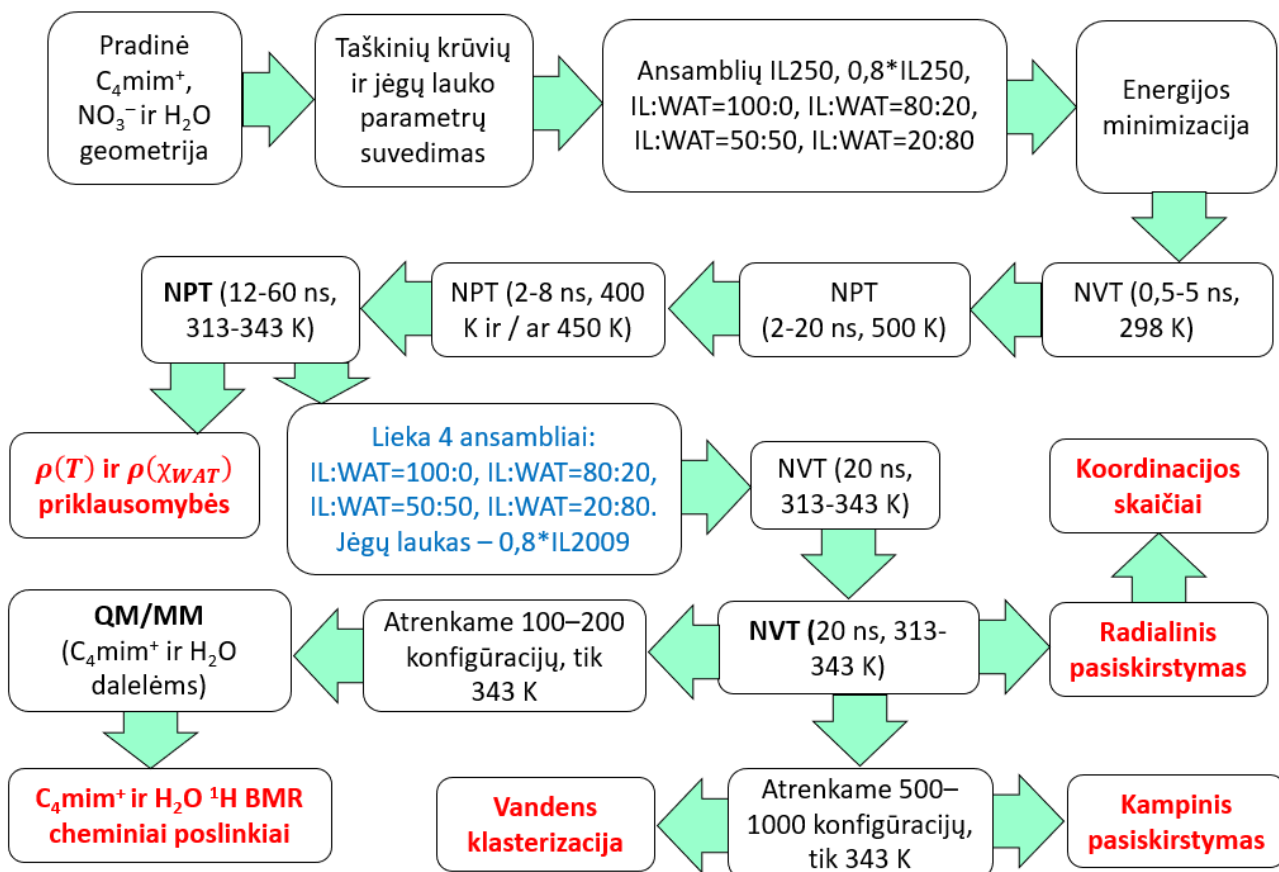 Pradinė
C₄mim⁺,
NO₃⁻ ir H₂O
geometrija
Taškinių krūvių
ir jėgų lauko
parametrų
suvedimas
Ansamblių IL250, 0,8*IL250,
IL:WAT=100:0, IL:WAT=80:20,
IL:WAT=50:50, IL:WAT=20:80
Energijos
minimizacija
NVT (0,5-5 ns,
298 K)
NPT
(2-20 ns, 500 K)
NPT (2-8 ns, 400
K ir / ar 450 K)
NPT (12-60 ns,
313-343 K)
ρ(T) ir ρ(χ_WAT)
priklausomybės
Lieka 4 ansambliai:
IL:WAT=100:0, IL:WAT=80:20,
IL:WAT=50:50, IL:WAT=20:80.
Jėgų laukas – 0,8*IL2009
NVT (20 ns,
313-343 K)
NVT (20 ns, 313-
343 K)
Radialinis
pasiskirstymas
Koordinacijos
skaičiai
Atrenkame 100–200
konfigūracijų, tik
343 K
QM/MM
(C₄mim⁺ ir H₂O
dalelėms)
C₄mim⁺ ir H₂O ¹H BMR
cheminiai poslinkiai
Atrenkame 500–
1000 konfigūracijų,
tik 343 K
Vandens
klasterizacija
Kampinis
pasiskirstymas